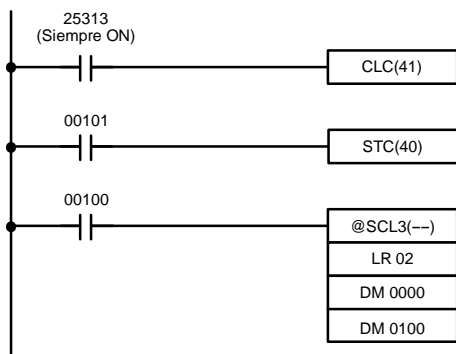 25313
(Siempre ON)
CLC(41)
00101
STC(40)
00100
@SCL3(––)
LR 02
DM 0000
DM 0100